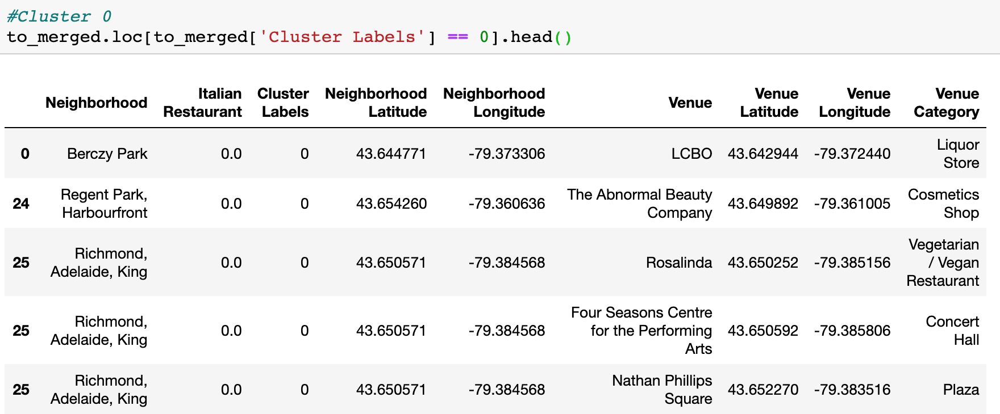 #Cluster 0
to_merged.loc[to_merged['Cluster Labels'] == 0].head()
Neighborhood Italian Restaurant Cluster Labels Neighborhood Latitude Neighborhood Longitude Venue Venue Latitude Venue Longitude Venue Category
0 Berczy Park 0.0 0 43.644771 -79.373306 LCBO 43.642944 -79.372440 Liquor Store
24 Regent Park, Harbourfront 0.0 0 43.654260 -79.360636 The Abnormal Beauty Company 43.649892 -79.361005 Cosmetics Shop
25 Richmond, Adelaide, King 0.0 0 43.650571 -79.384568 Rosalinda 43.650252 -79.385156 Vegetarian / Vegan Restaurant
25 Richmond, Adelaide, King 0.0 0 43.650571 -79.384568 Four Seasons Centre for the Performing Arts 43.650592 -79.385806 Concert Hall
25 Richmond, Adelaide, King 0.0 0 43.650571 -79.384568 Nathan Phillips Square 43.652270 -79.383516 Plaza